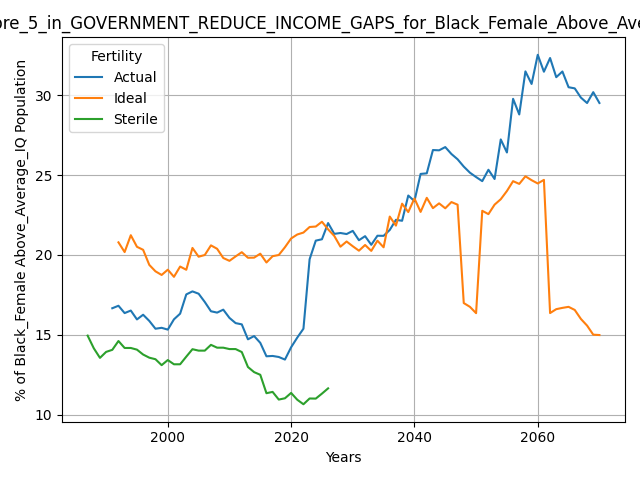 ore_5_in_GOVERNMENT_REDUCE_INCOME_GAPS_for_Black_Female_Above_Ave
% of Black_Female Above_Average_IQ Population
Fertility
Actual
Ideal
Sterile
30
25
20
15
10
2000 2020 2040 2060
Years